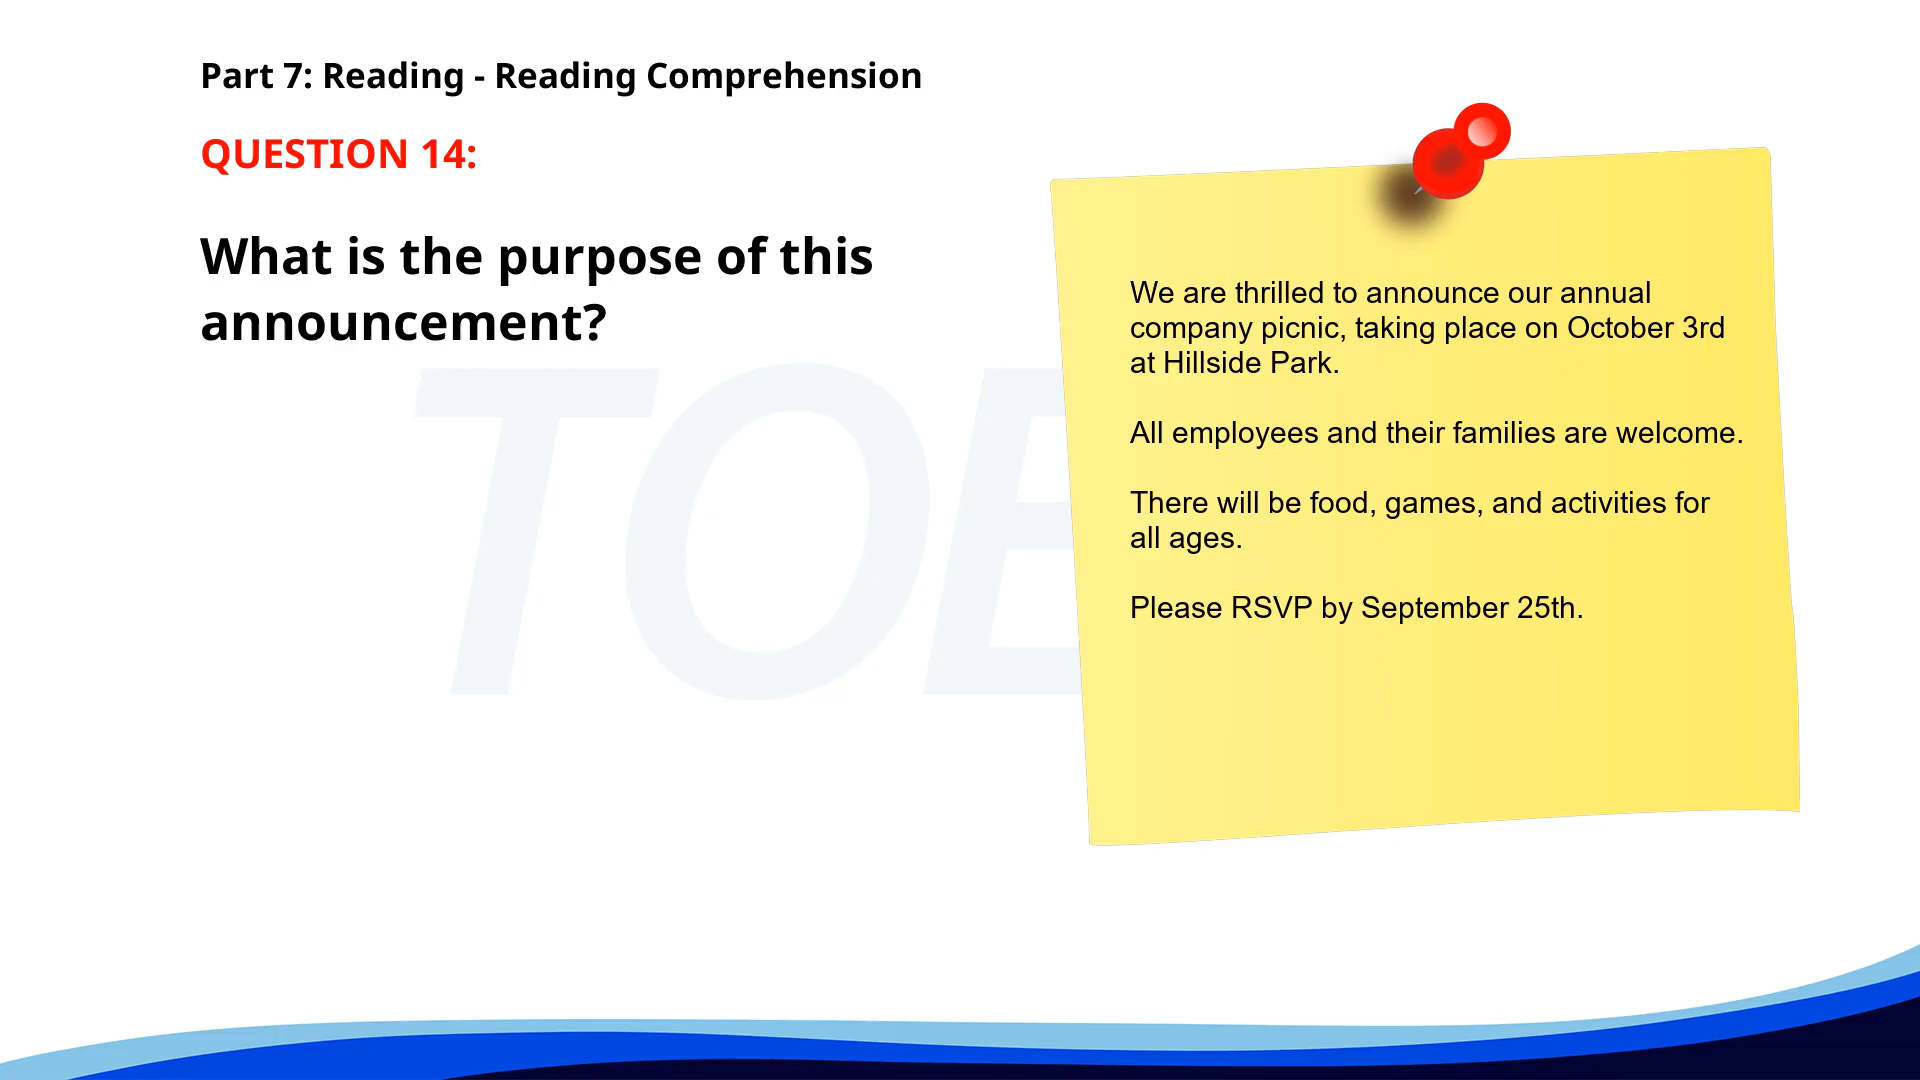 Part 7: Reading - Reading Comprehension
QUESTION 14:
What is the purpose of this
announcement?
We are thrilled to announce our annual
company picnic, taking place on October 3rd
at Hillside Park.
All employees and their families are welcome.
There will be food, games, and activities for
all ages.
Please RSVP by September 25th.
TOE